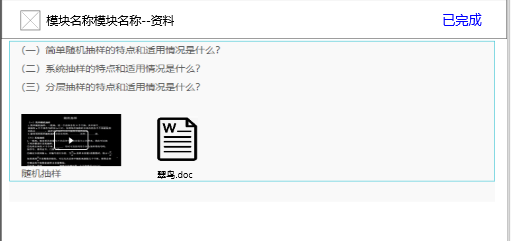 模块名称模块名称--资料
已完成
（一）简单随机抽样的特点和适用情况是什么？
（二）系统抽样的特点和适用情况是什么？
（三）分层抽样的特点和适用情况是什么？
随机抽样
W
翠鸟.doc